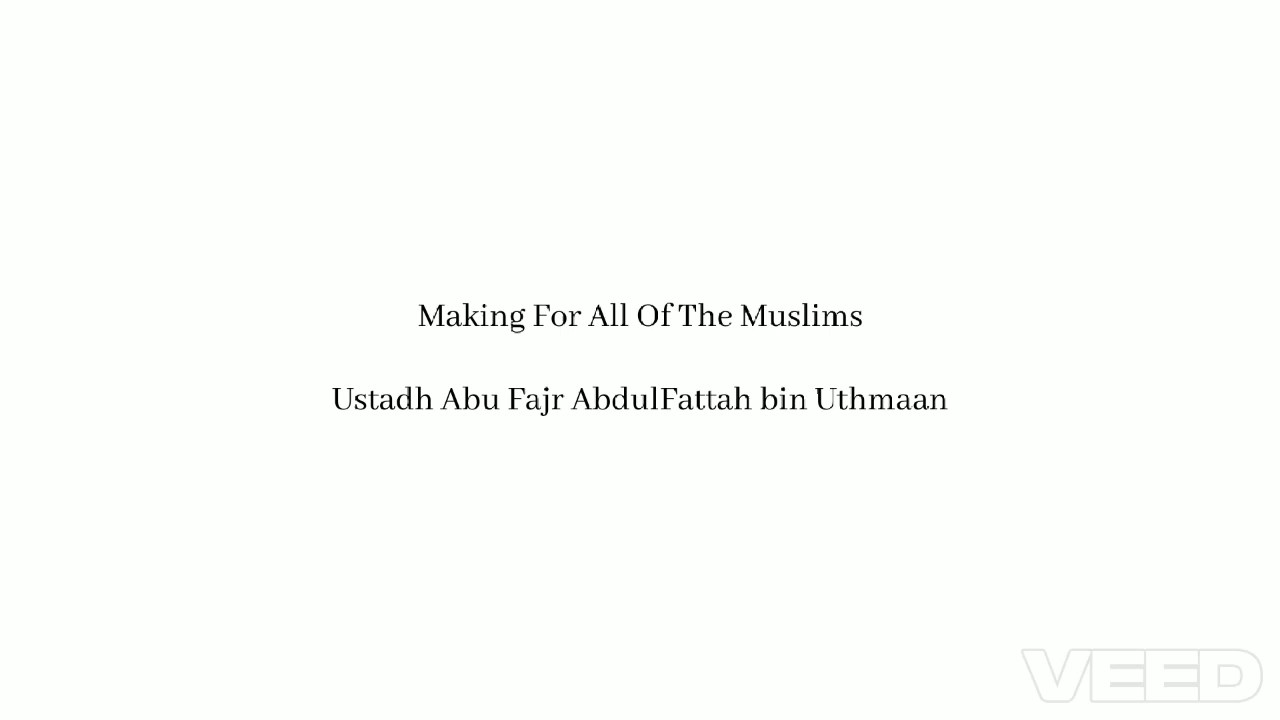 Making For All Of The Muslims
Ustadh Abu Fajr AbdulFattah bin Uthmaan
VEED